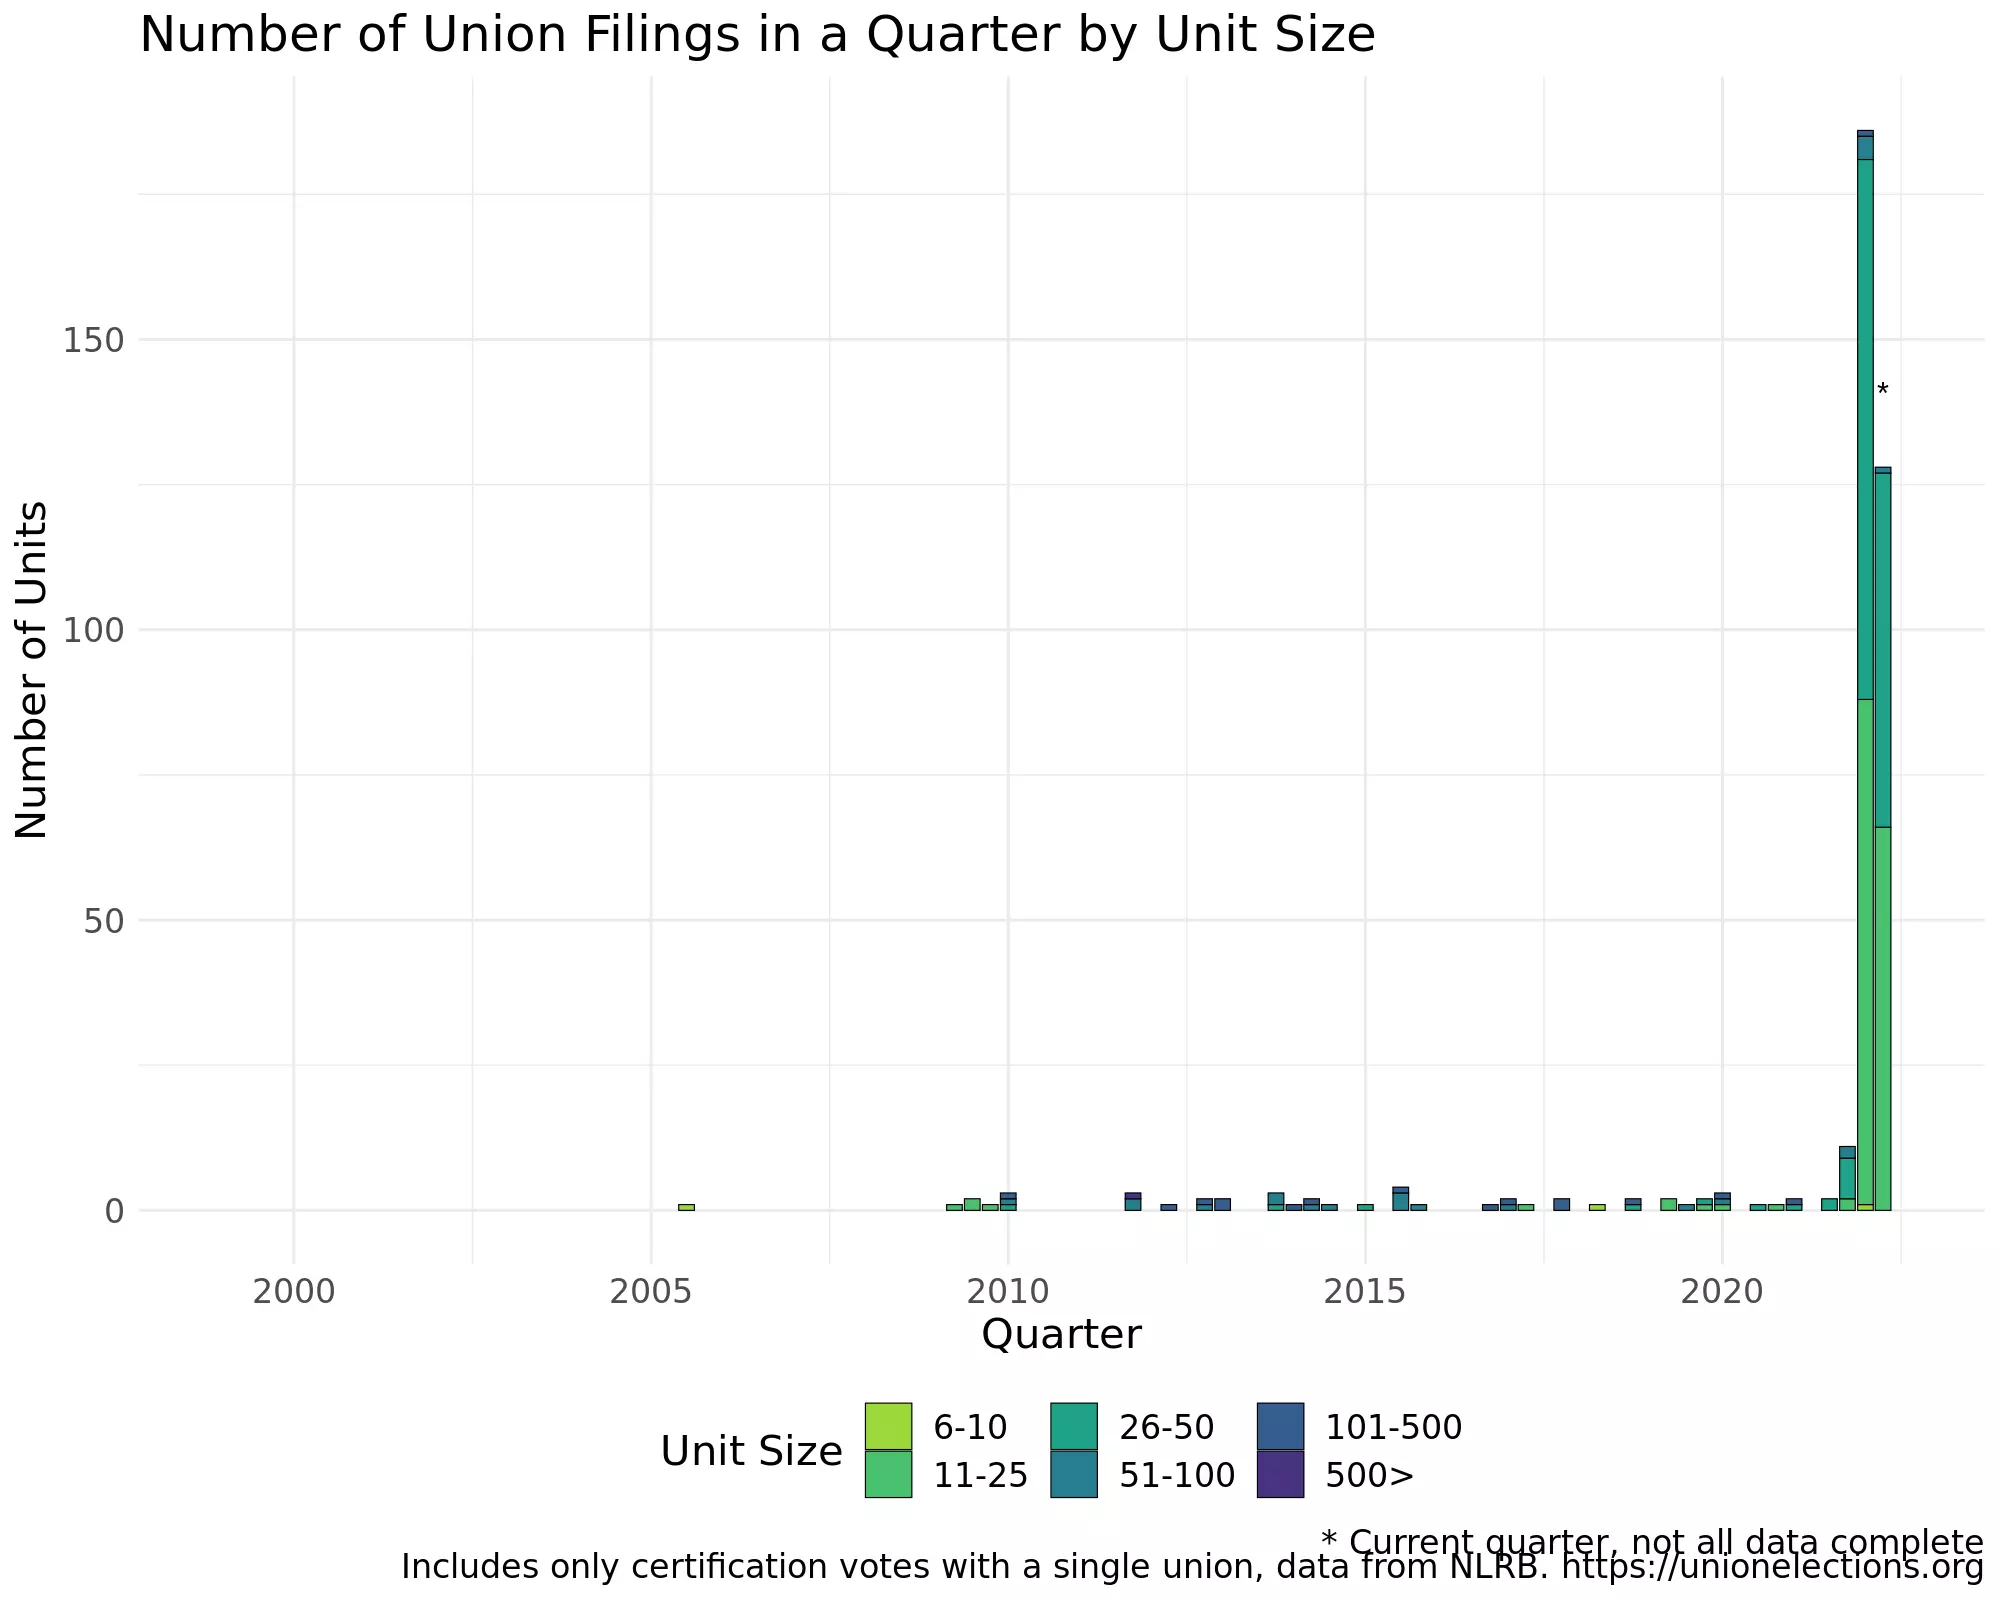 Number of Union Filings in a Quarter by Unit Size
Number of Units
150
100
50
0
*
2000 2005 2010 2015 2020
Quarter
Unit Size
6-10 26-50 101-500
11-25 51-100 500>
* Current quarter, not all data complete
Includes only certification votes with a single union, data from NLRB. https://unionelections.org